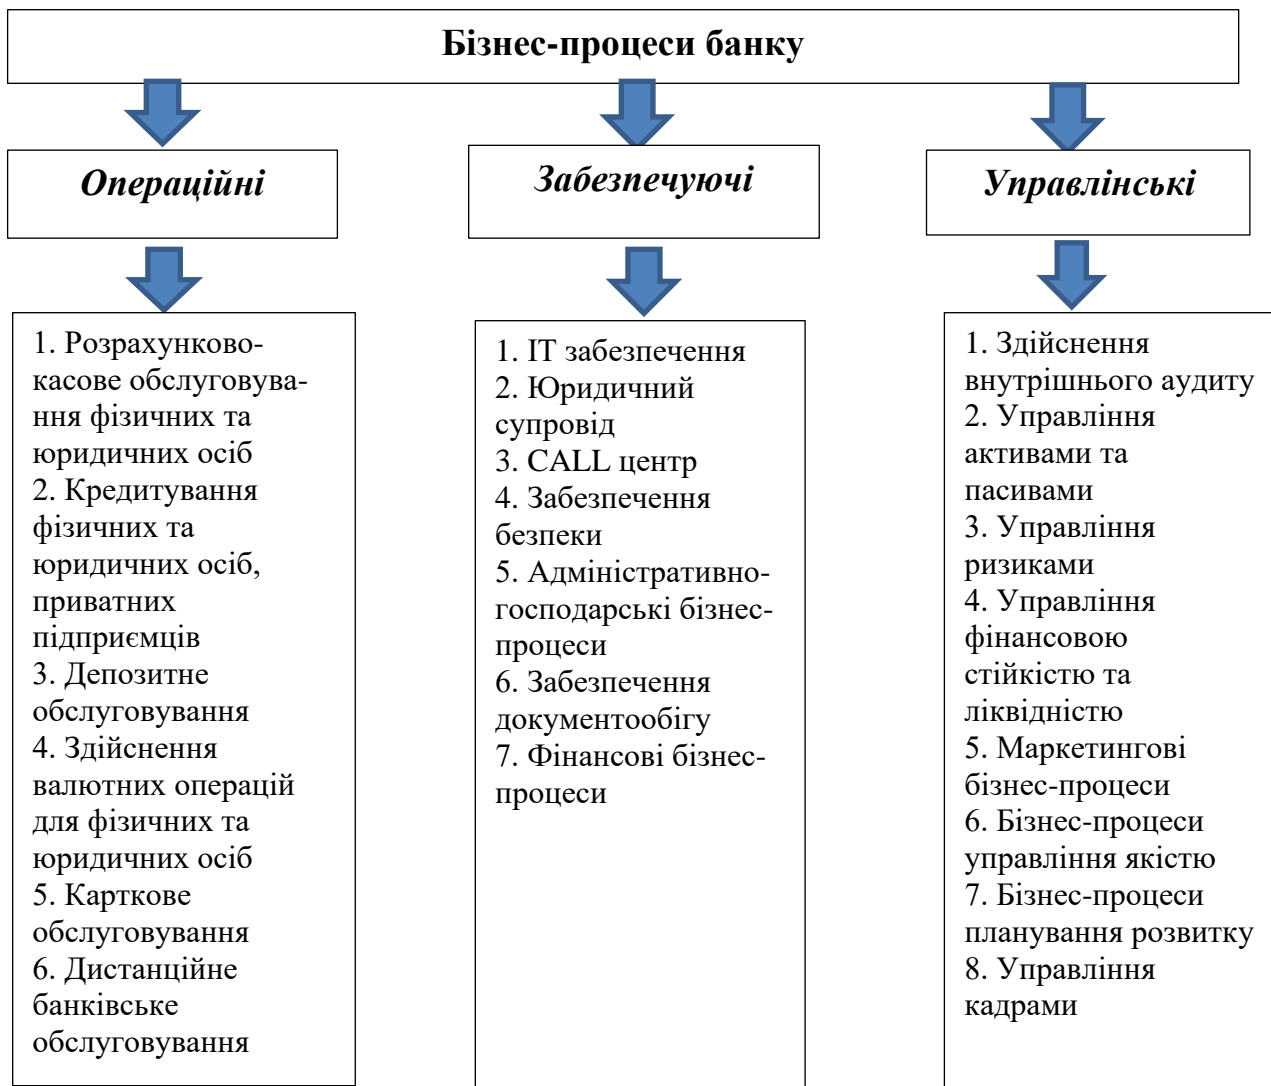 Бізнес-процеси банку
Операційні
Забезпечуючі
Управлінські
1. Розрахунково-
касове обслуговува-
ння фізичних та
юридичних осіб
2. Кредитування
фізичних та
юридичних осіб,
приватних
підприємців
3. Депозитне
обслуговування
4. Здійснення
валютних операцій
для фізичних та
юридичних осіб
5. Карткове
обслуговування
6. Дистанційне
банківське
обслуговування
1. ІТ забезпечення
2. Юридичний
супровід
3. CALL центр
4. Забезпечення
безпеки
5. Адміністративно-
господарські бізнес-
процеси
6. Забезпечення
документообігу
7. Фінансові бізнес-
процеси
1. Здійснення
внутрішнього аудиту
2. Управління
активами та
пасивами
3. Управління
ризиками
4. Управління
фінансовою
стійкістю та
ліквідністю
5. Маркетингові
бізнес-процеси
6. Бізнес-процеси
управління якістю
7. Бізнес-процеси
планування розвитку
8. Управління
кадрами